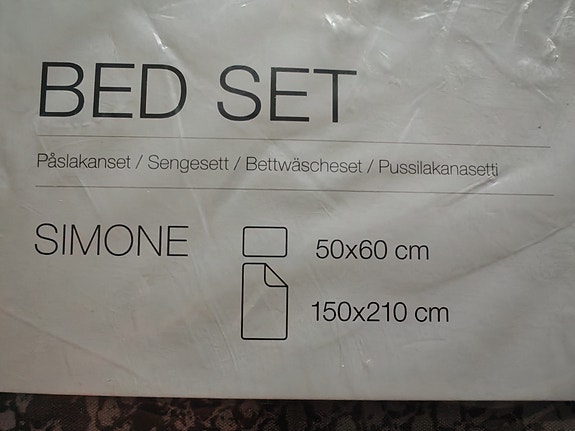 BED SET
Påslakanset / Sengesett / Bettwäscheset / Pussilakanasetti
SIMONE
50x60 cm
150x210 cm